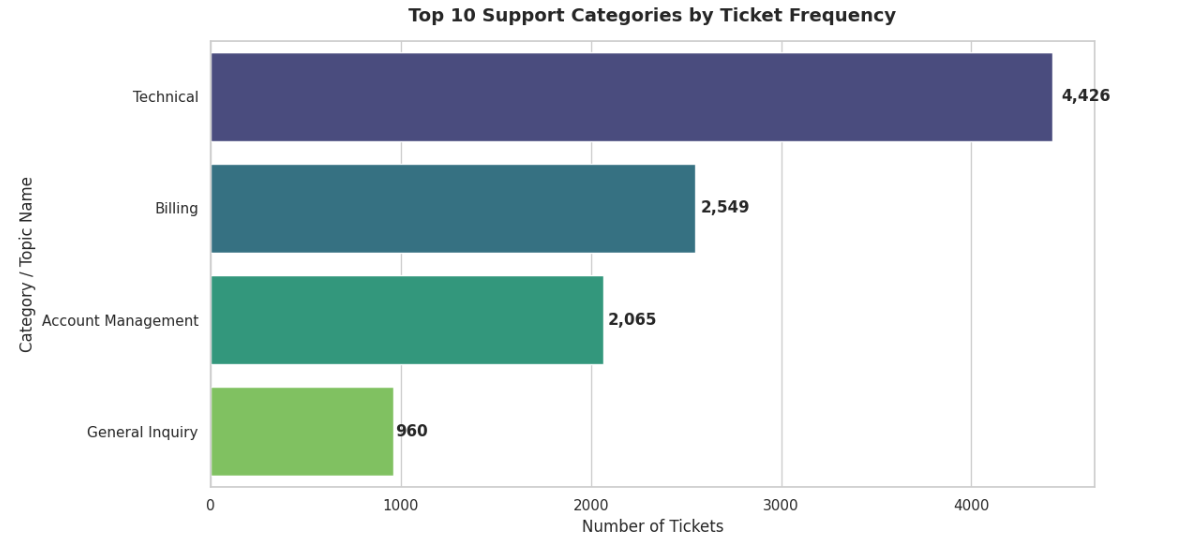 Top 10 Support Categories by Ticket Frequency
Category / Topic Name
Technical
4,426
Billing
2,549
Account Management
2,065
General Inquiry
960
0 1000 2000 3000 4000
Number of Tickets